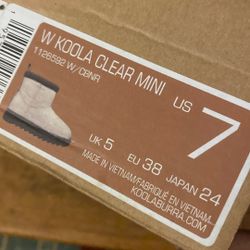 W KOOLA CLEAR MINI
1126592 W / CBNR
US 7
UK 5 EU 38 JAPAN 24
MADE IN VIETNAM/FABRIQUÉ EN VIETNAM
KOOLABURRA.COM